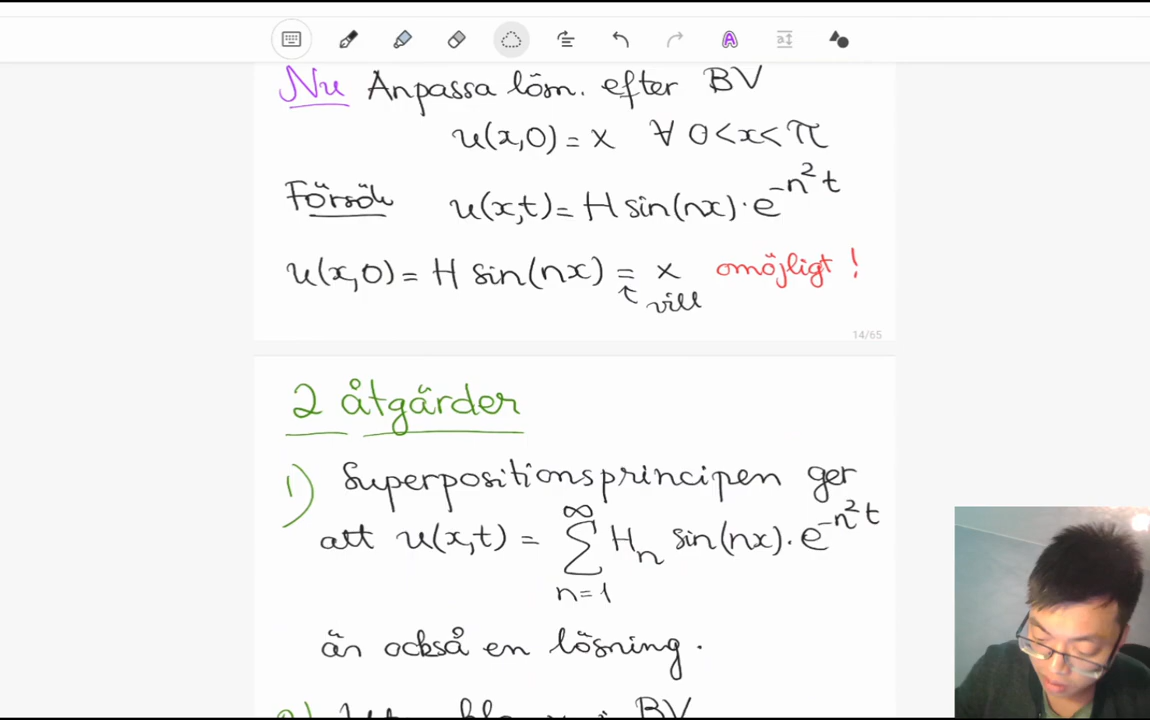 Nu Anpassa lösn. efter BV
u(x,0) = x ∀ 0<x<π
Försök u(x,t) = H sin(nx)·e^{-n²t}
u(x,0) = H sin(nx) = x omöjligt !
↑ vill
14/65
2 åtgärder
1) Superpositionsprincipen ger
att u(x,t) = ∑_{n=1}^{∞} H_n sin(nx)·e^{-n²t}
är också en lösning.
BV